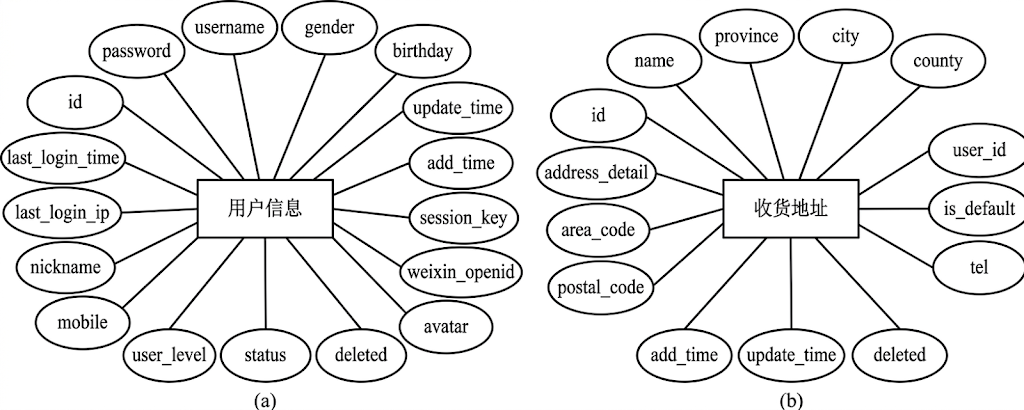 username
gender
password
birthday
id
update_time
last_login_time
add_time
last_login_ip
用户信息
session_key
nickname
weixin_openid
mobile
avatar
user_level
status
deleted
(a)
province
city
name
county
id
user_id
address_detail
收货地址
is_default
area_code
tel
postal_code
add_time
update_time
deleted
(b)